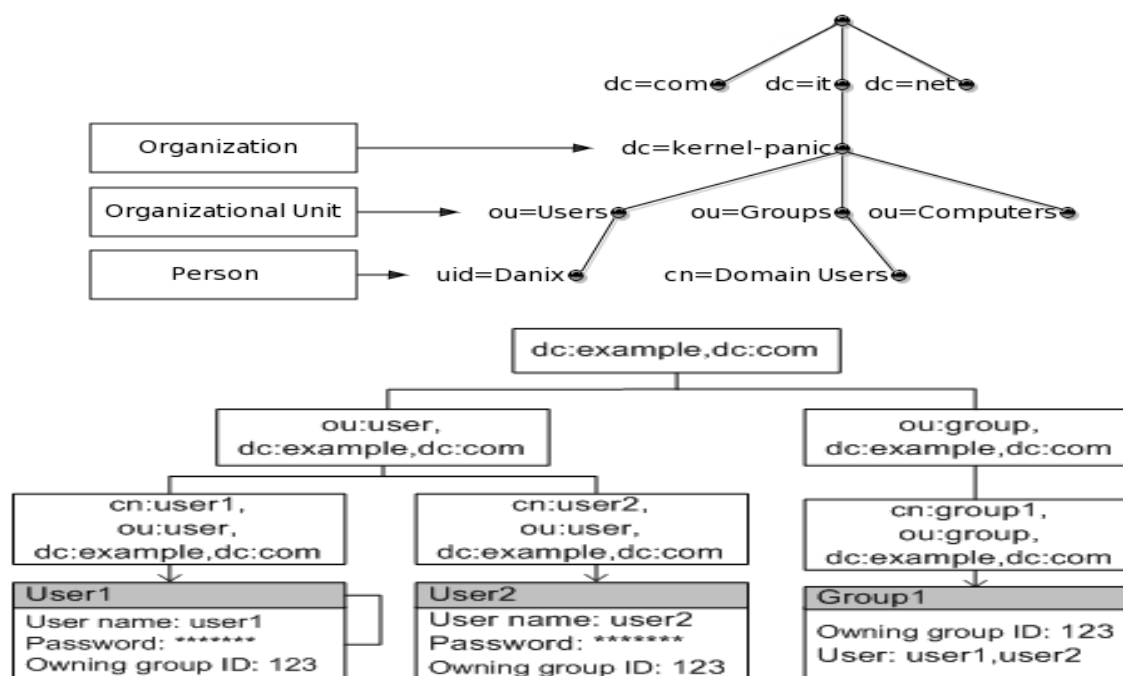 dc=com dc=it dc=net
Organization dc=kernel-panic
Organizational Unit ou=Users ou=Groups ou=Computers
Person uid=Danix cn=Domain Users
dc:example,dc:com
ou:user,
dc:example,dc:com
ou:group,
dc:example,dc:com
cn:user1,
ou:user,
dc:example,dc:com
cn:user2,
ou:user,
dc:example,dc:com
cn:group1,
ou:group,
dc:example,dc:com
User1
User name: user1
Password: *******
Owning group ID: 123
User2
User name: user2
Password: *******
Owning group ID: 123
Group1
Owning group ID: 123
User: user1,user2